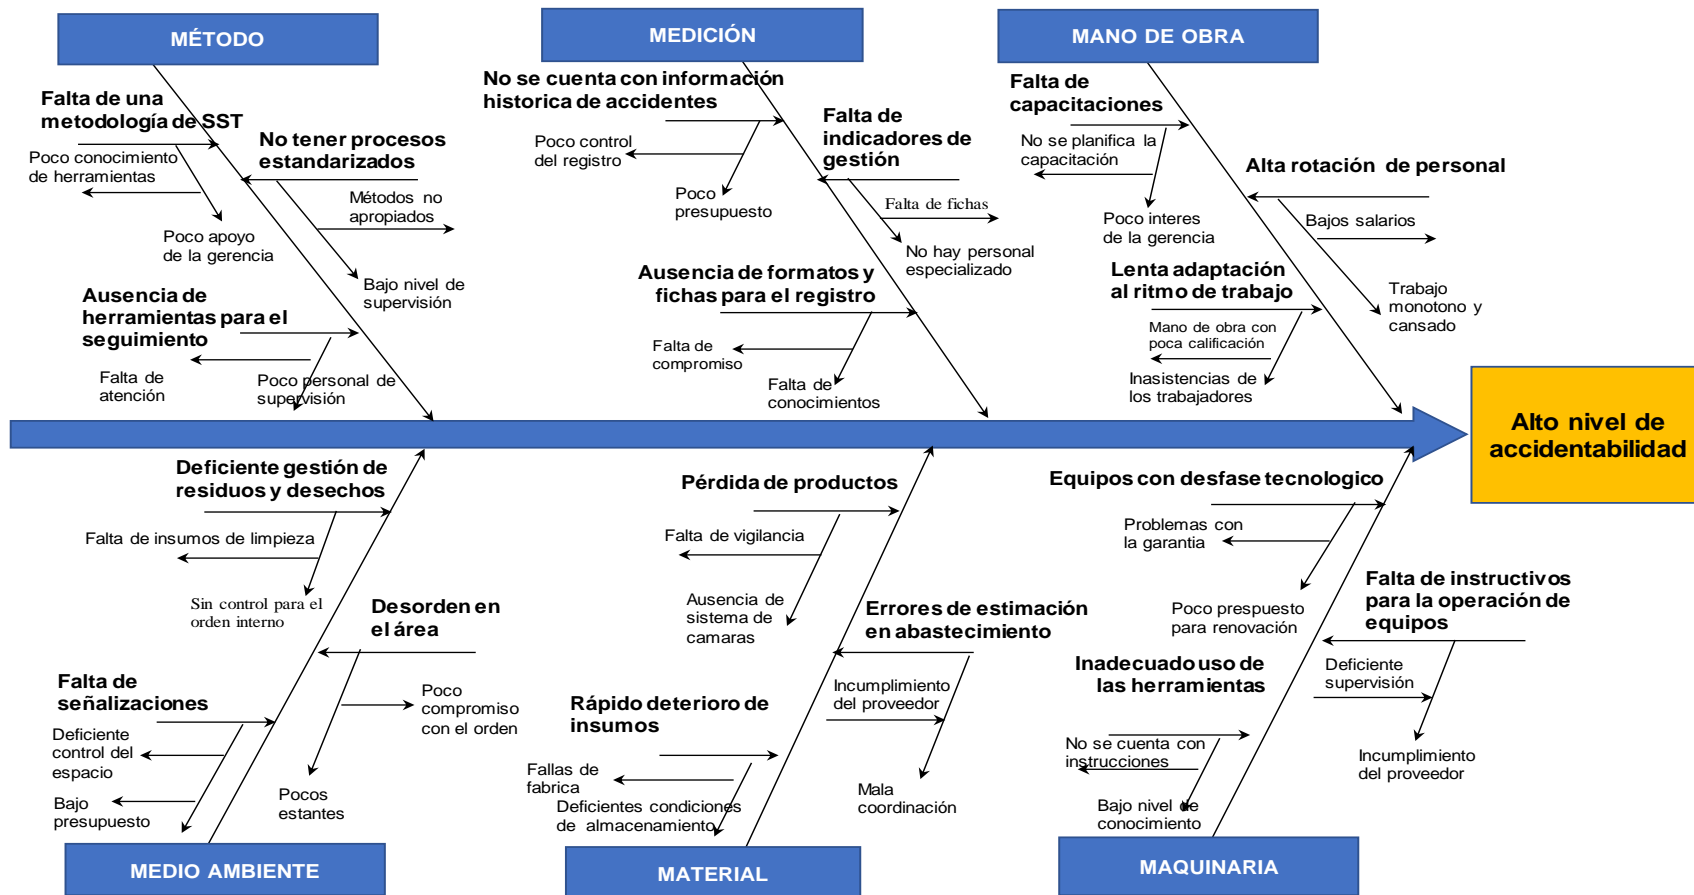 MÉTODO
MEDICIÓN
MANO DE OBRA
Falta de una
metodología de SST
Poco conocimiento
de herramientas
Poco apoyo
de la gerencia
No tener procesos
estandarizados
Métodos no
apropiados
Bajo nivel de
supervisión
Ausencia de
herramientas para el
seguimiento
Falta de
atención
Poco personal de
supervisión
No se cuenta con información
historica de accidentes
Poco control
del registro
Poco
presupuesto
Falta de
indicadores de
gestión
Falta de fichas
No hay personal
especializado
Ausencia de formatos y
fichas para el registro
Falta de
compromiso
Falta de
conocimientos
Falta de
capacitaciones
No se planifica la
capacitación
Poco interes
de la gerencia
Alta rotación de personal
Bajos salarios
Trabajo
monotono y
cansado
Lenta adaptación
al ritmo de trabajo
Mano de obra con
poca calificación
Inasistencias de
los trabajadores
Alto nivel de
accidentabilidad
Deficiente gestión de
residuos y desechos
Falta de insumos de limpieza
Sin control para el
orden interno
Desorden en
el área
Poco
compromiso
con el orden
Pocos
estantes
Falta de
señalizaciones
Deficiente
control del
espacio
Bajo
presupuesto
Pérdida de productos
Falta de vigilancia
Ausencia de
sistema de
camaras
Errores de estimación
en abastecimiento
Incumplimiento
del proveedor
Mala
coordinación
Rápido deterioro de
insumos
Fallas de
fabrica
Deficientes condiciones
de almacenamiento
Equipos con desfase tecnologico
Problemas con
la garantia
Poco prespuesto
para renovación
Falta de instructivos
para la operación de
equipos
Deficiente
supervisión
Incumplimiento
del proveedor
Inadecuado uso de
las herramientas
No se cuenta con
instrucciones
Bajo nivel de
conocimiento
MEDIO AMBIENTE
MATERIAL
MAQUINARIA